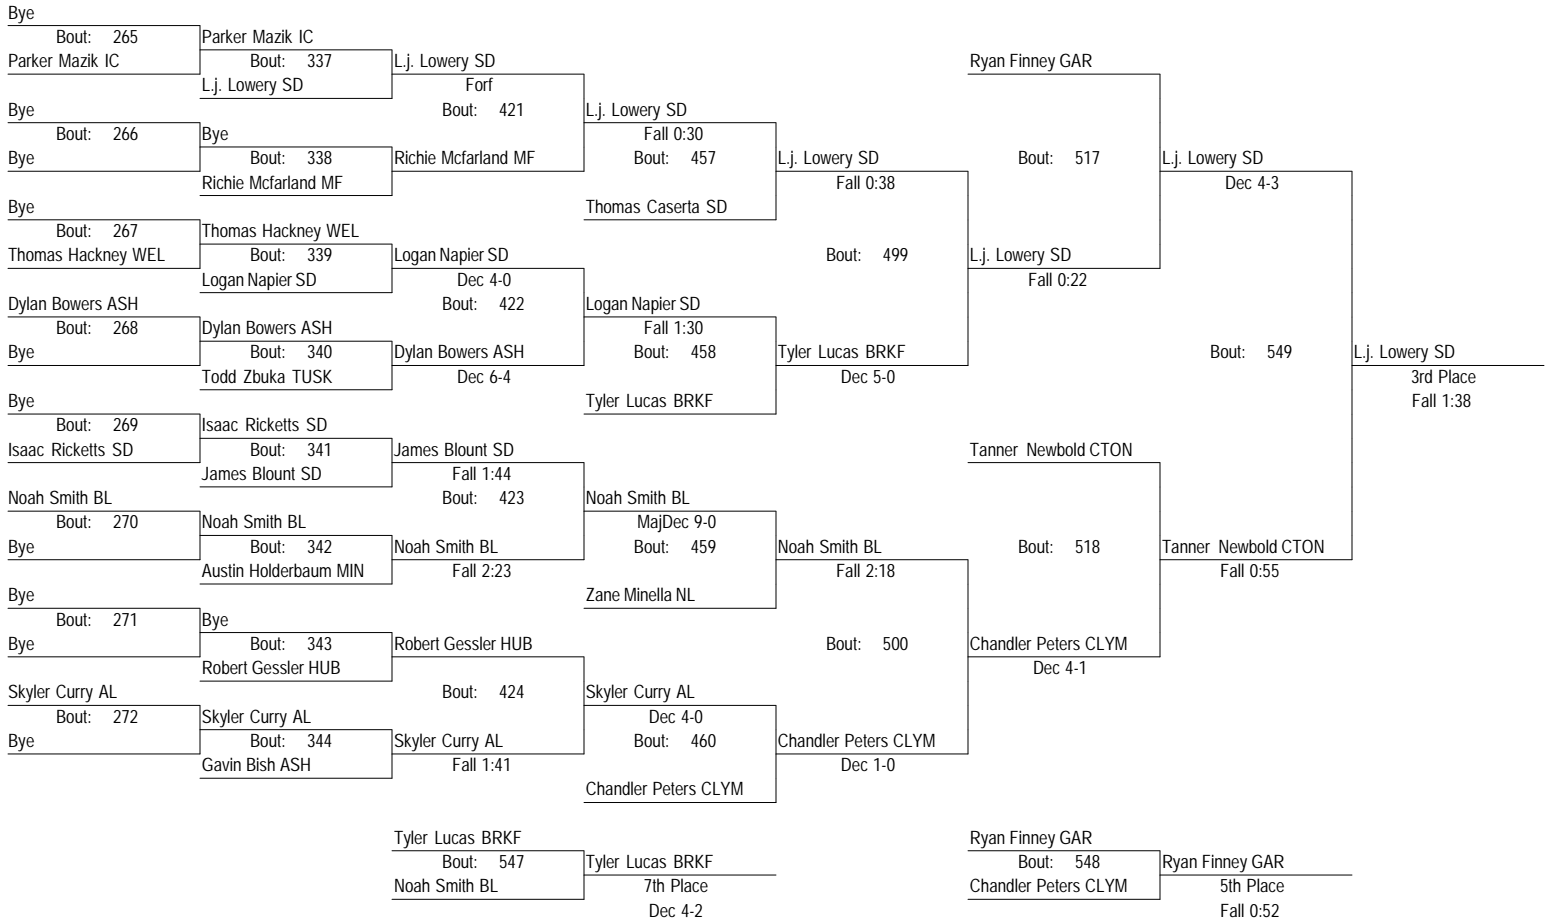 Bye
Bout: 265 Parker Mazik IC
Parker Mazik IC Bout: 337 L.j. Lowery SD Ryan Finney GAR
L.j. Lowery SD Forf
Bye Bout: 421 L.j. Lowery SD
Bout: 266 Bye Fall 0:30
Bye Bout: 338 Richie Mcfarland MF Bout: 457 L.j. Lowery SD Bout: 517 L.j. Lowery SD
Richie Mcfarland MF Fall 0:38 Dec 4-3
Bye Thomas Caserta SD
Bout: 267 Thomas Hackney WEL
Thomas Hackney WEL Bout: 339 Logan Napier SD Bout: 499 L.j. Lowery SD
Logan Napier SD Dec 4-0 Fall 0:22
Dylan Bowers ASH Bout: 422 Logan Napier SD
Bout: 268 Dylan Bowers ASH Fall 1:30
Bye Bout: 340 Dylan Bowers ASH Bout: 458 Tyler Lucas BRKF Bout: 549 L.j. Lowery SD
Todd Zbuka TUSK Dec 6-4 Dec 5-0 3rd Place
Bye Tyler Lucas BRKF Fall 1:38
Bout: 269 Isaac Ricketts SD
Isaac Ricketts SD Bout: 341 James Blount SD Tanner Newbold CTON
James Blount SD Fall 1:44
Noah Smith BL Bout: 423 Noah Smith BL
Bout: 270 Noah Smith BL MajDec 9-0
Bye Bout: 342 Noah Smith BL Bout: 459 Noah Smith BL Bout: 518 Tanner Newbold CTON
Austin Holderbaum MIN Fall 2:23 Fall 2:18 Fall 0:55
Bye Zane Minella NL
Bout: 271 Bye
Bye Bout: 343 Robert Gessler HUB Bout: 500 Chandler Peters CLYM
Robert Gessler HUB Dec 4-1
Skyler Curry AL Bout: 424 Skyler Curry AL
Bout: 272 Skyler Curry AL Dec 4-0
Bye Bout: 344 Skyler Curry AL Bout: 460 Chandler Peters CLYM
Gavin Bish ASH Fall 1:41 Dec 1-0
Chandler Peters CLYM
Tyler Lucas BRKF Ryan Finney GAR
Bout: 547 Tyler Lucas BRKF Bout: 548 Ryan Finney GAR
Noah Smith BL 7th Place Chandler Peters CLYM 5th Place
Dec 4-2 Fall 0:52